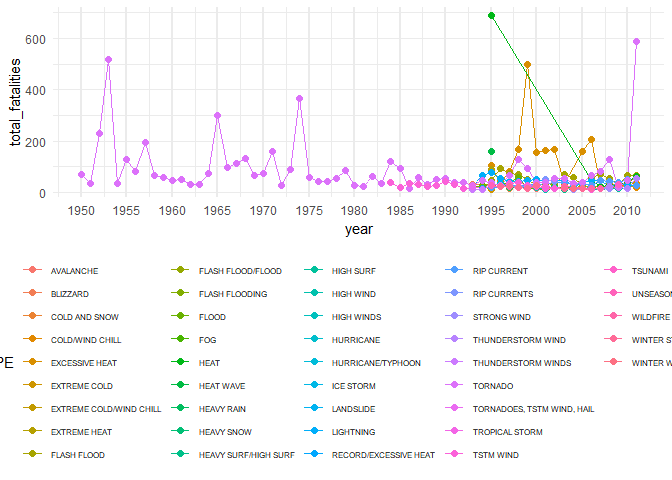 600
400
200
0
total_fatalities
1950 1955 1960 1965 1970 1975 1980 1985 1990 1995 2000 2005 2010
year
PE
AVALANCHE FLASH FLOOD/FLOOD HIGH SURF RIP CURRENT TSUNAMI
BLIZZARD FLASH FLOODING HIGH WIND RIP CURRENTS UNSEASON
COLD AND SNOW FLOOD HIGH WINDS STRONG WIND WILDFIRE
COLD/WIND CHILL FOG HURRICANE THUNDERSTORM WIND WINTER S
EXCESSIVE HEAT HEAT HURRICANE/TYPHOON THUNDERSTORM WINDS WINTER W
EXTREME COLD HEAT WAVE ICE STORM TORNADO
EXTREME COLD/WIND CHILL HEAVY RAIN LANDSLIDE TORNADOES, TSTM WIND, HAIL
EXTREME HEAT HEAVY SNOW LIGHTNING TROPICAL STORM
FLASH FLOOD HEAVY SURF/HIGH SURF RECORD/EXCESSIVE HEAT TSTM WIND